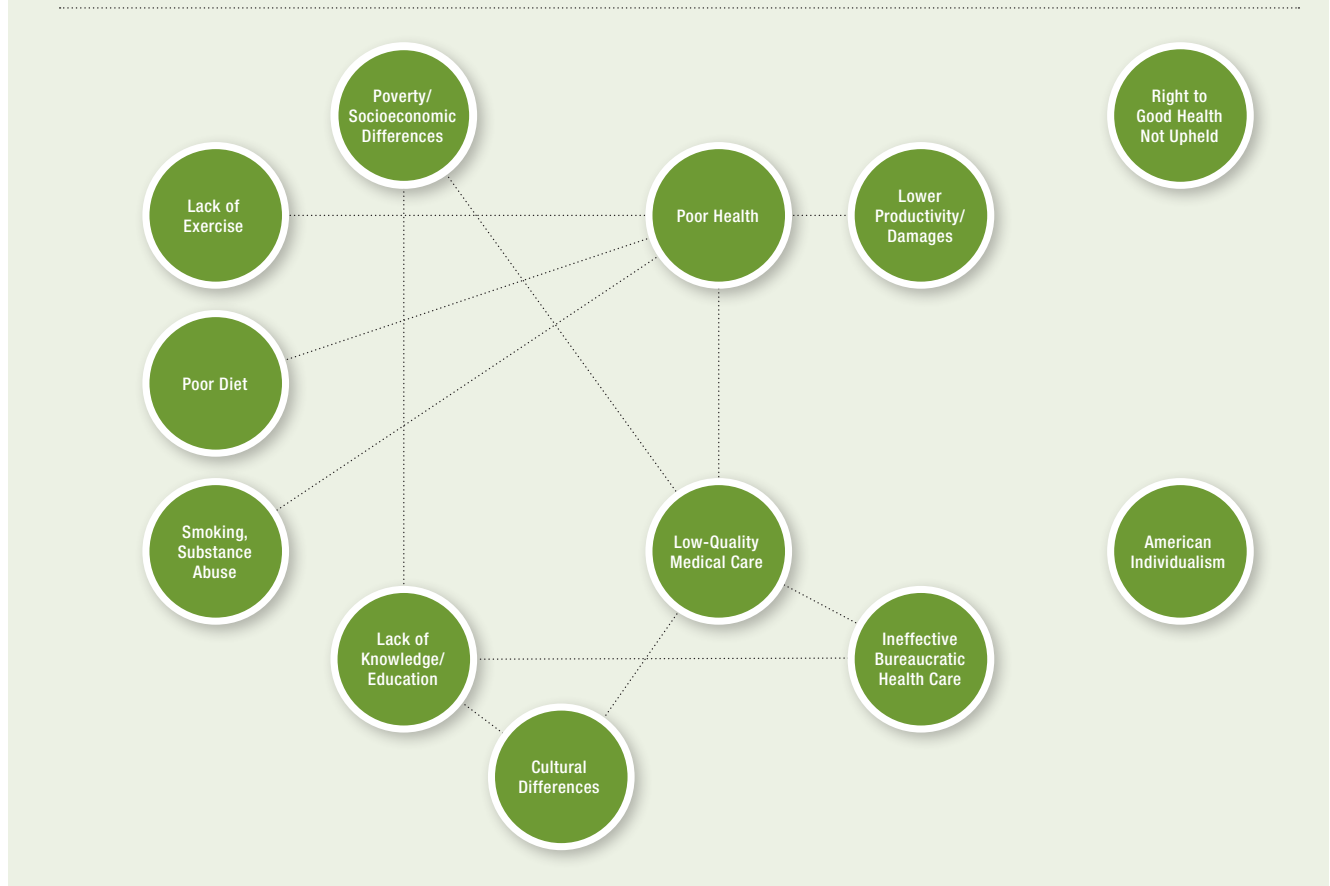 Poverty/
Socioeconomic
Differences
Right to
Good Health
Not Upheld
Lack of
Exercise
Poor Health
Lower
Productivity/
Damages
Poor Diet
Smoking,
Substance
Abuse
Low-Quality
Medical Care
American
Individualism
Lack of
Knowledge/
Education
Ineffective
Bureaucratic
Health Care
Cultural
Differences